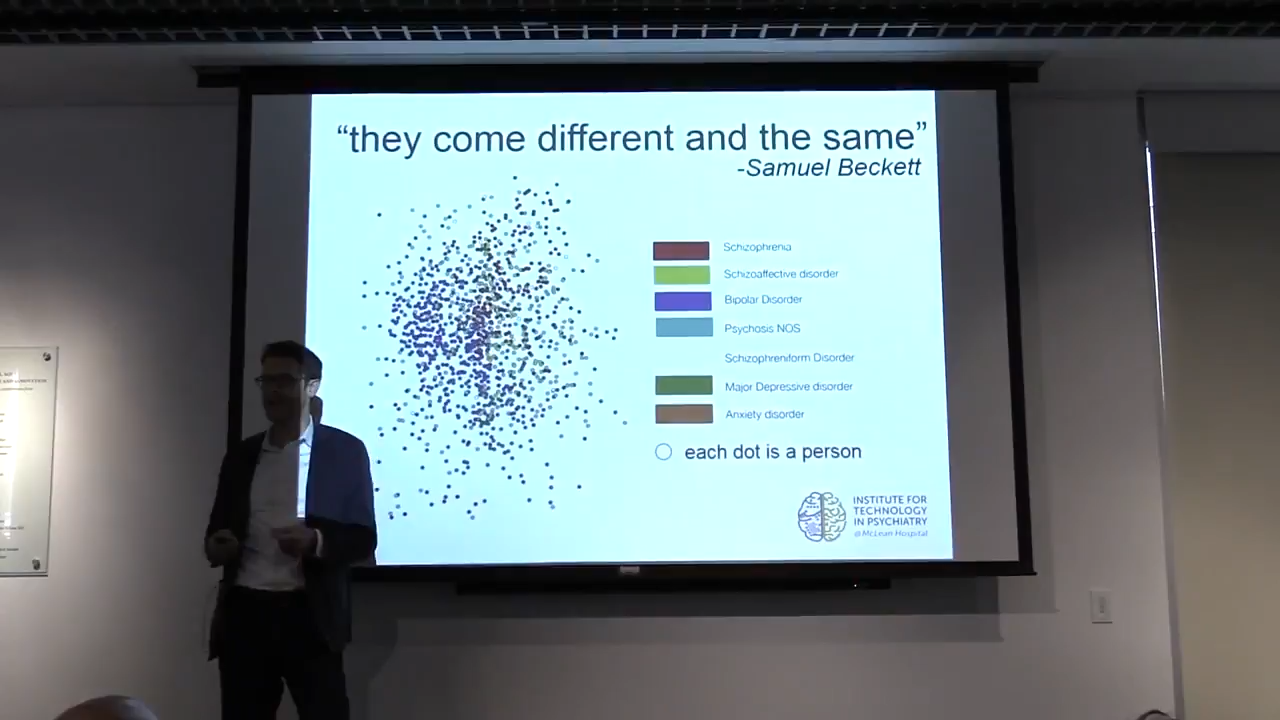 “they come different and the same”
-Samuel Beckett
Schizophrenia
Schizoaffective disorder
Bipolar Disorder
Psychosis NOS
Schizophreniform Disorder
Major Depressive disorder
Anxiety disorder
each dot is a person
INSTITUTE FOR
TECHNOLOGY
IN PSYCHIATRY
@McLean Hospital